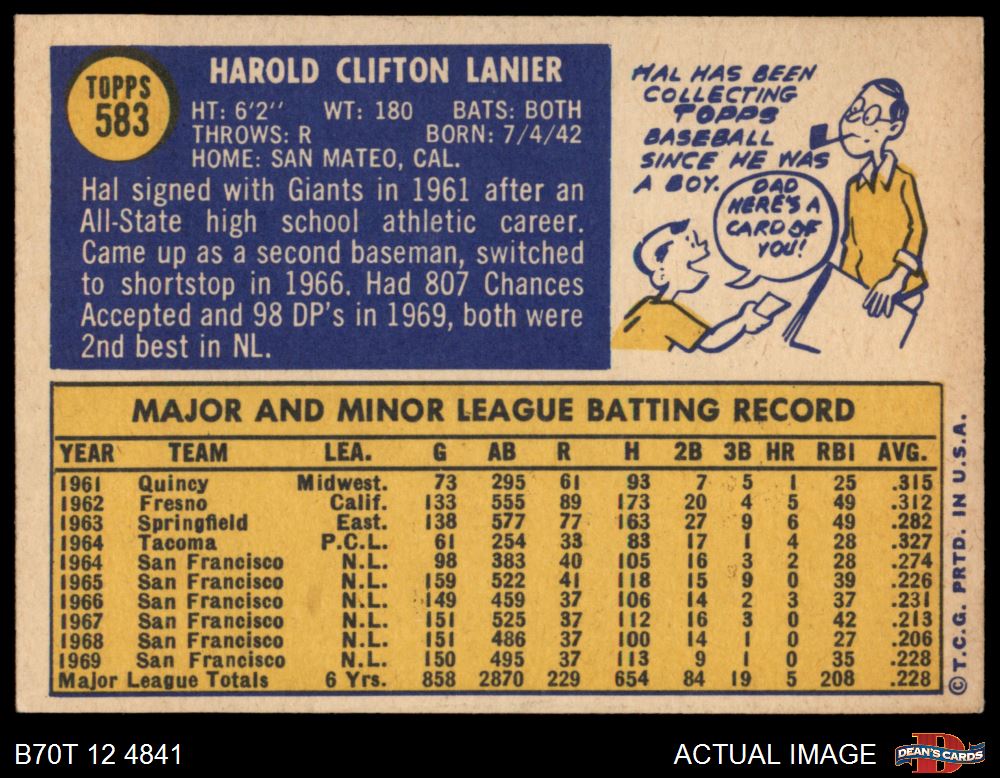 TOPPS
583
HAROLD CLIFTON LANIER
HT: 6'2'' WT: 180 BATS: BOTH
THROWS: R BORN: 7/4/42
HOME: SAN MATEO, CAL.
Hal signed with Giants in 1961 after an
All-State high school athletic career.
Came up as a second baseman, switched
to shortstop in 1966. Had 807 Chances
Accepted and 98 DP's in 1969, both were
2nd best in NL.
HAL HAS BEEN
COLLECTING
TOPPS
BASEBALL
SINCE HE WAS
A BOY.
DAD
HERE'S A
CARD OF
YOU!
MAJOR AND MINOR LEAGUE BATTING RECORD
YEAR TEAM LEA. G AB R H 2B 3B HR RBI AVG.
1961 Quincy Midwest. 73 295 61 93 7 5 1 25 .315
1962 Fresno Calif. 133 555 89 173 20 4 5 49 .312
1963 Springfield East. 138 577 77 163 27 9 6 49 .282
1964 Tacoma P.C.L. 61 254 33 83 17 1 4 28 .327
1964 San Francisco N.L. 98 383 40 105 16 3 2 28 .274
1965 San Francisco N.L. 159 522 41 118 15 9 0 39 .226
1966 San Francisco N.L. 149 459 37 106 14 2 3 37 .231
1967 San Francisco N.L. 151 525 37 112 16 3 0 42 .213
1968 San Francisco N.L. 151 486 37 100 14 1 0 27 .206
1969 San Francisco N.L. 150 495 37 113 9 1 0 35 .228
Major League Totals 6 Yrs. 858 2870 229 654 84 19 5 208 .228
© T.C.G. PRTD. IN U.S.A.
B70T 12 4841
ACTUAL IMAGE
DEAN'S CARDS